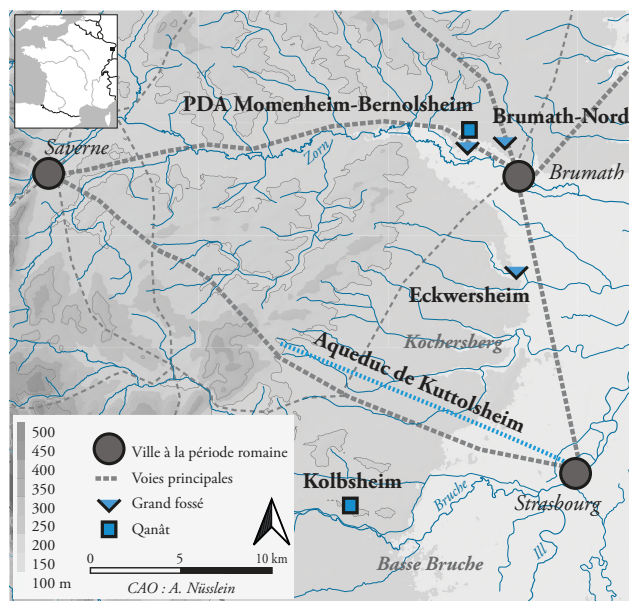 PDA Momenheim-Bernolsheim
Brumath-Nord
Saverne
Zorn
Brumath
Eckwersheim
Kochersberg
Aqueduc de Kuttolsheim
Kolbsheim
Bruche
Strasbourg
Ill
Basse Bruche
500
450
400
350
300
250
200
150
100 m
Ville à la période romaine
Voies principales
Grand fossé
Qanât
0 5 10 km
CAO : A. Nüsslein